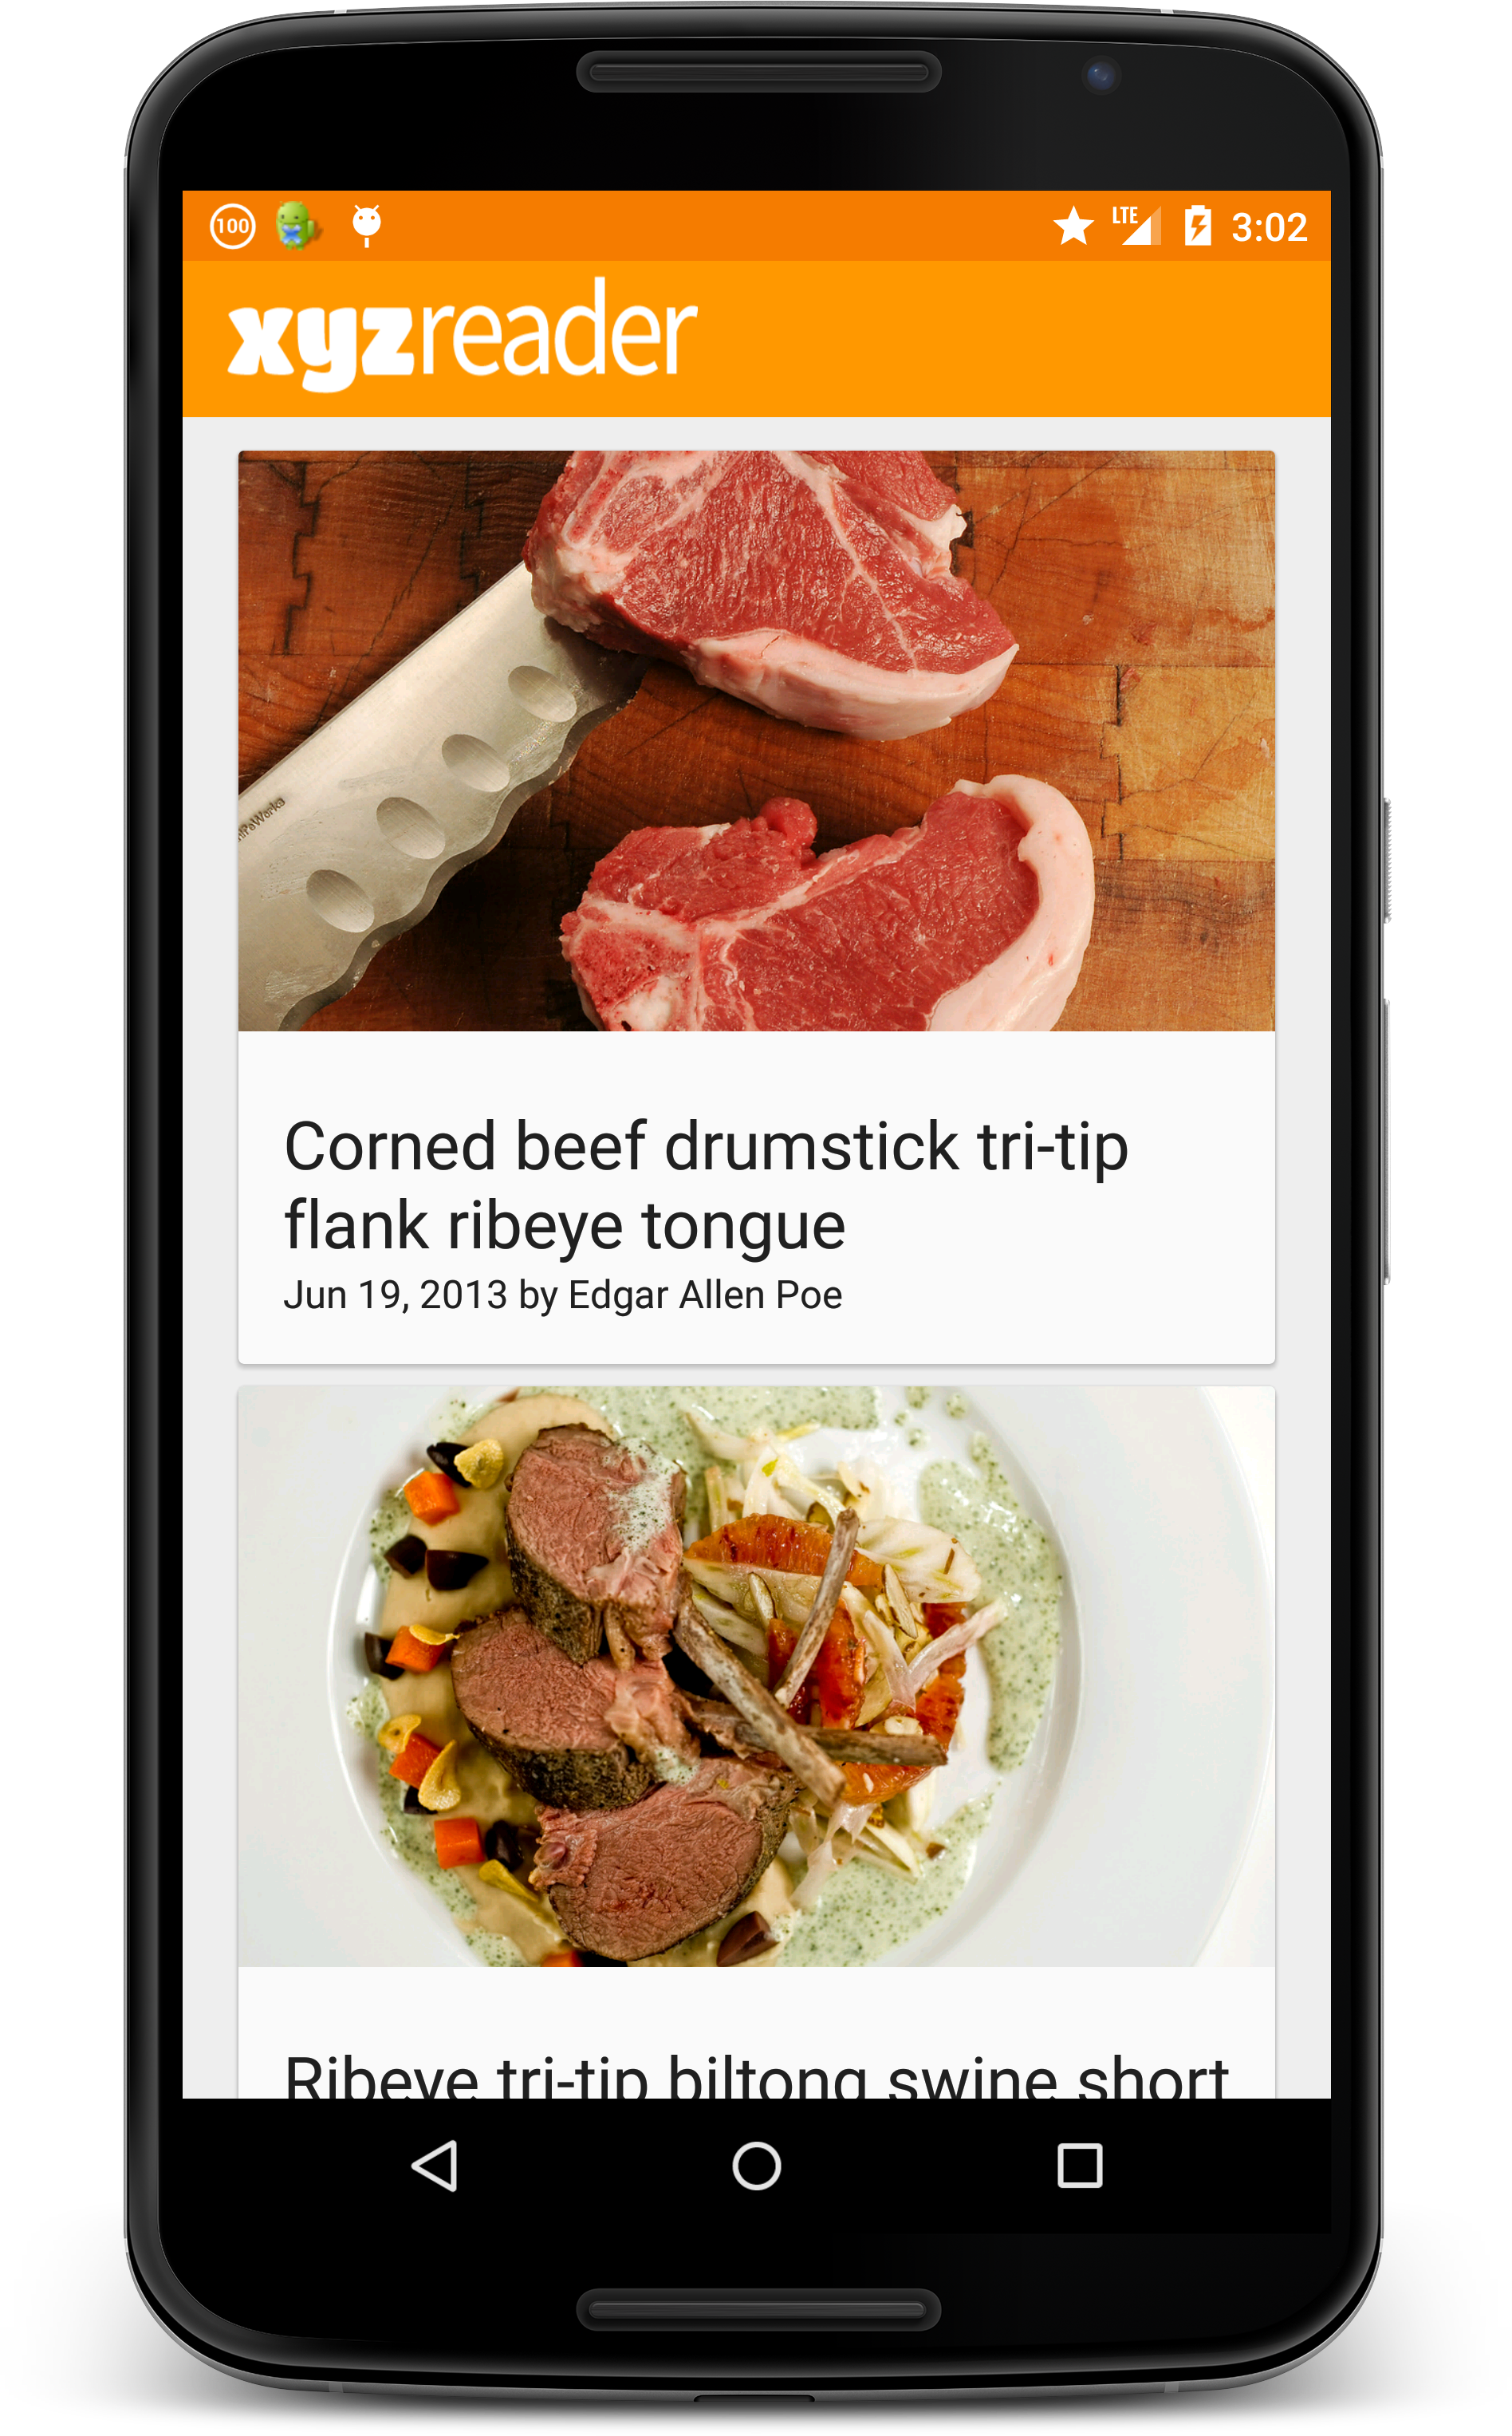 100
LTE
3:02
xyzreader
Corned beef drumstick tri-tip
flank ribeye tongue
Jun 19, 2013 by Edgar Allen Poe
Ribeye tri-tip biltong swine short